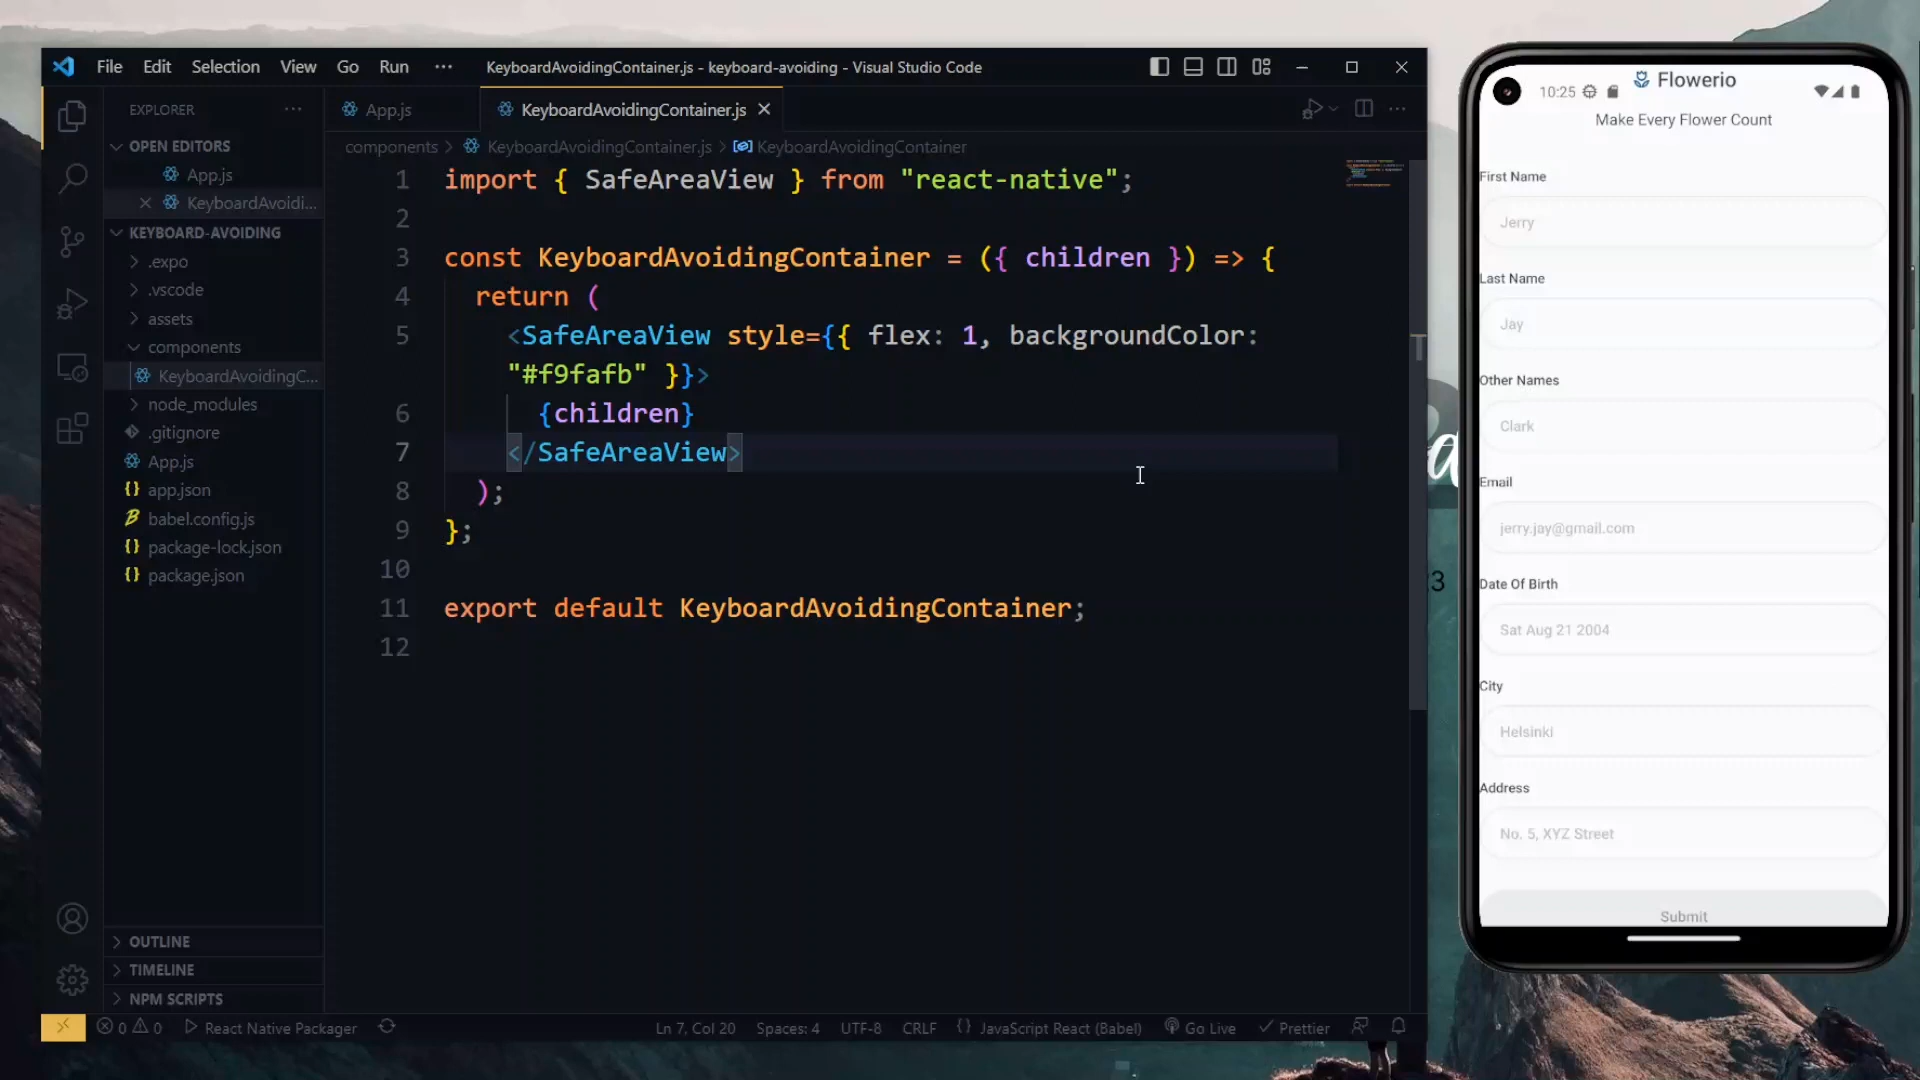 File Edit Selection View Go Run ··· KeyboardAvoidingContainer.js - keyboard-avoiding - Visual Studio Code
EXPLORER ···
OPEN EDITORS
App.js
KeyboardAvoidi...
KEYBOARD-AVOIDING
.expo
.vscode
assets
components
KeyboardAvoidingC...
node_modules
.gitignore
App.js
{} app.json
babel.config.js
{} package-lock.json
{} package.json
OUTLINE
TIMELINE
NPM SCRIPTS
App.js KeyboardAvoidingContainer.js
components > KeyboardAvoidingContainer.js > KeyboardAvoidingContainer
1 import { SafeAreaView } from "react-native";
2
3 const KeyboardAvoidingContainer = ({ children }) => {
4 return (
5 <SafeAreaView style={{ flex: 1, backgroundColor:
"#f9fafb" }}>
6 {children}
7 </SafeAreaView>
8 );
9 };
10
11 export default KeyboardAvoidingContainer;
12
0 0 React Native Packager Ln 7, Col 20 Spaces: 4 UTF-8 CRLF {} JavaScript React (Babel) Go Live Prettier
10:25
Flowerio
Make Every Flower Count
First Name
Jerry
Last Name
Jay
Other Names
Clark
Email
jerry.jay@gmail.com
Date Of Birth
Sat Aug 21 2004
City
Helsinki
Address
No. 5, XYZ Street
Submit